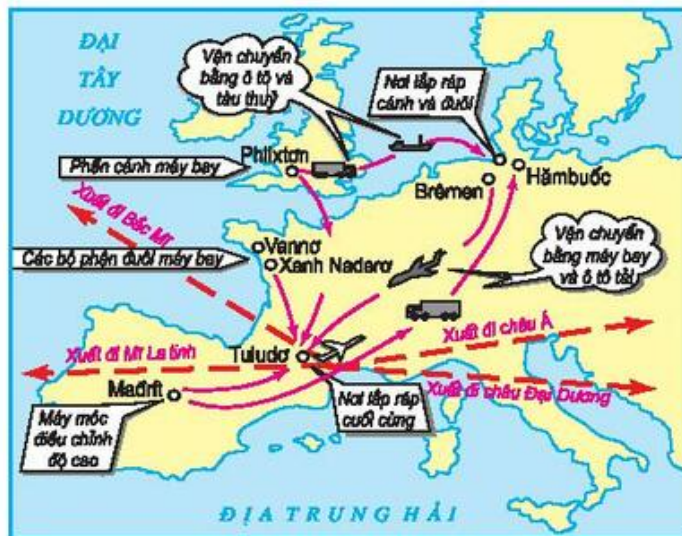 ĐẠI
TÂY
DƯƠNG
Vận chuyển
bằng ô tô và
tàu thuỷ
Nơi lắp ráp
cánh và đuôi
Philxtơn
Phần cánh máy bay
Brêmen
Hămbuốc
Xuất đi Bắc Mĩ
Vannơ
Xanh Nadarơ
Các bộ phận đuôi máy bay
Vận chuyển
bằng máy bay
và ô tô tải
Xuất đi châu Á
Xuất đi Mĩ La tinh
Tuludơ
Xuất đi châu Đại Dương
Mađrit
Nơi lắp ráp
cuối cùng
Máy móc
điều chỉnh
độ cao
ĐỊA TRUNG HẢI